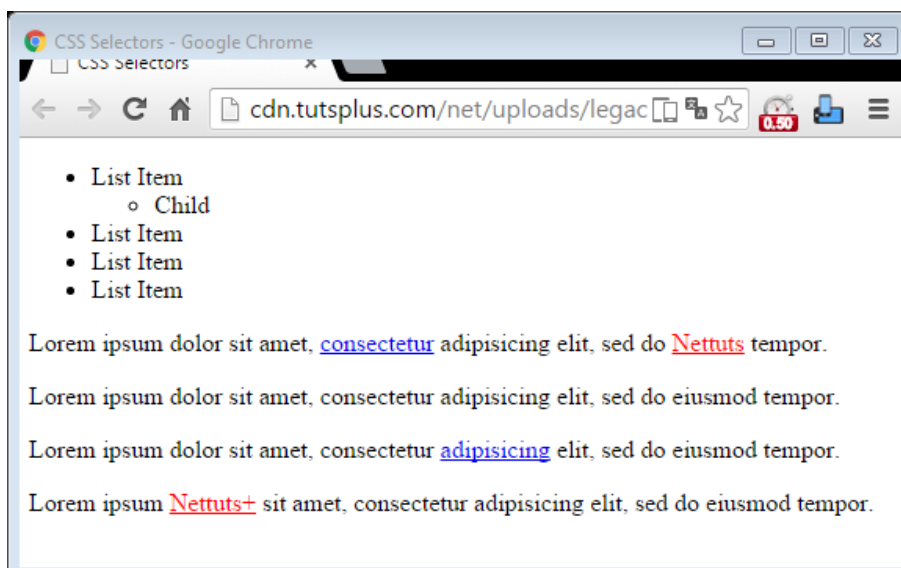 CSS Selectors - Google Chrome
CSS Selectors
cdn.tutsplus.com/net/uploads/legac
0.50
List Item
Child
List Item
List Item
List Item
Lorem ipsum dolor sit amet, consectetur adipisicing elit, sed do Nettuts tempor.
Lorem ipsum dolor sit amet, consectetur adipisicing elit, sed do eiusmod tempor.
Lorem ipsum dolor sit amet, consectetur adipisicing elit, sed do eiusmod tempor.
Lorem ipsum Nettuts+ sit amet, consectetur adipisicing elit, sed do eiusmod tempor.